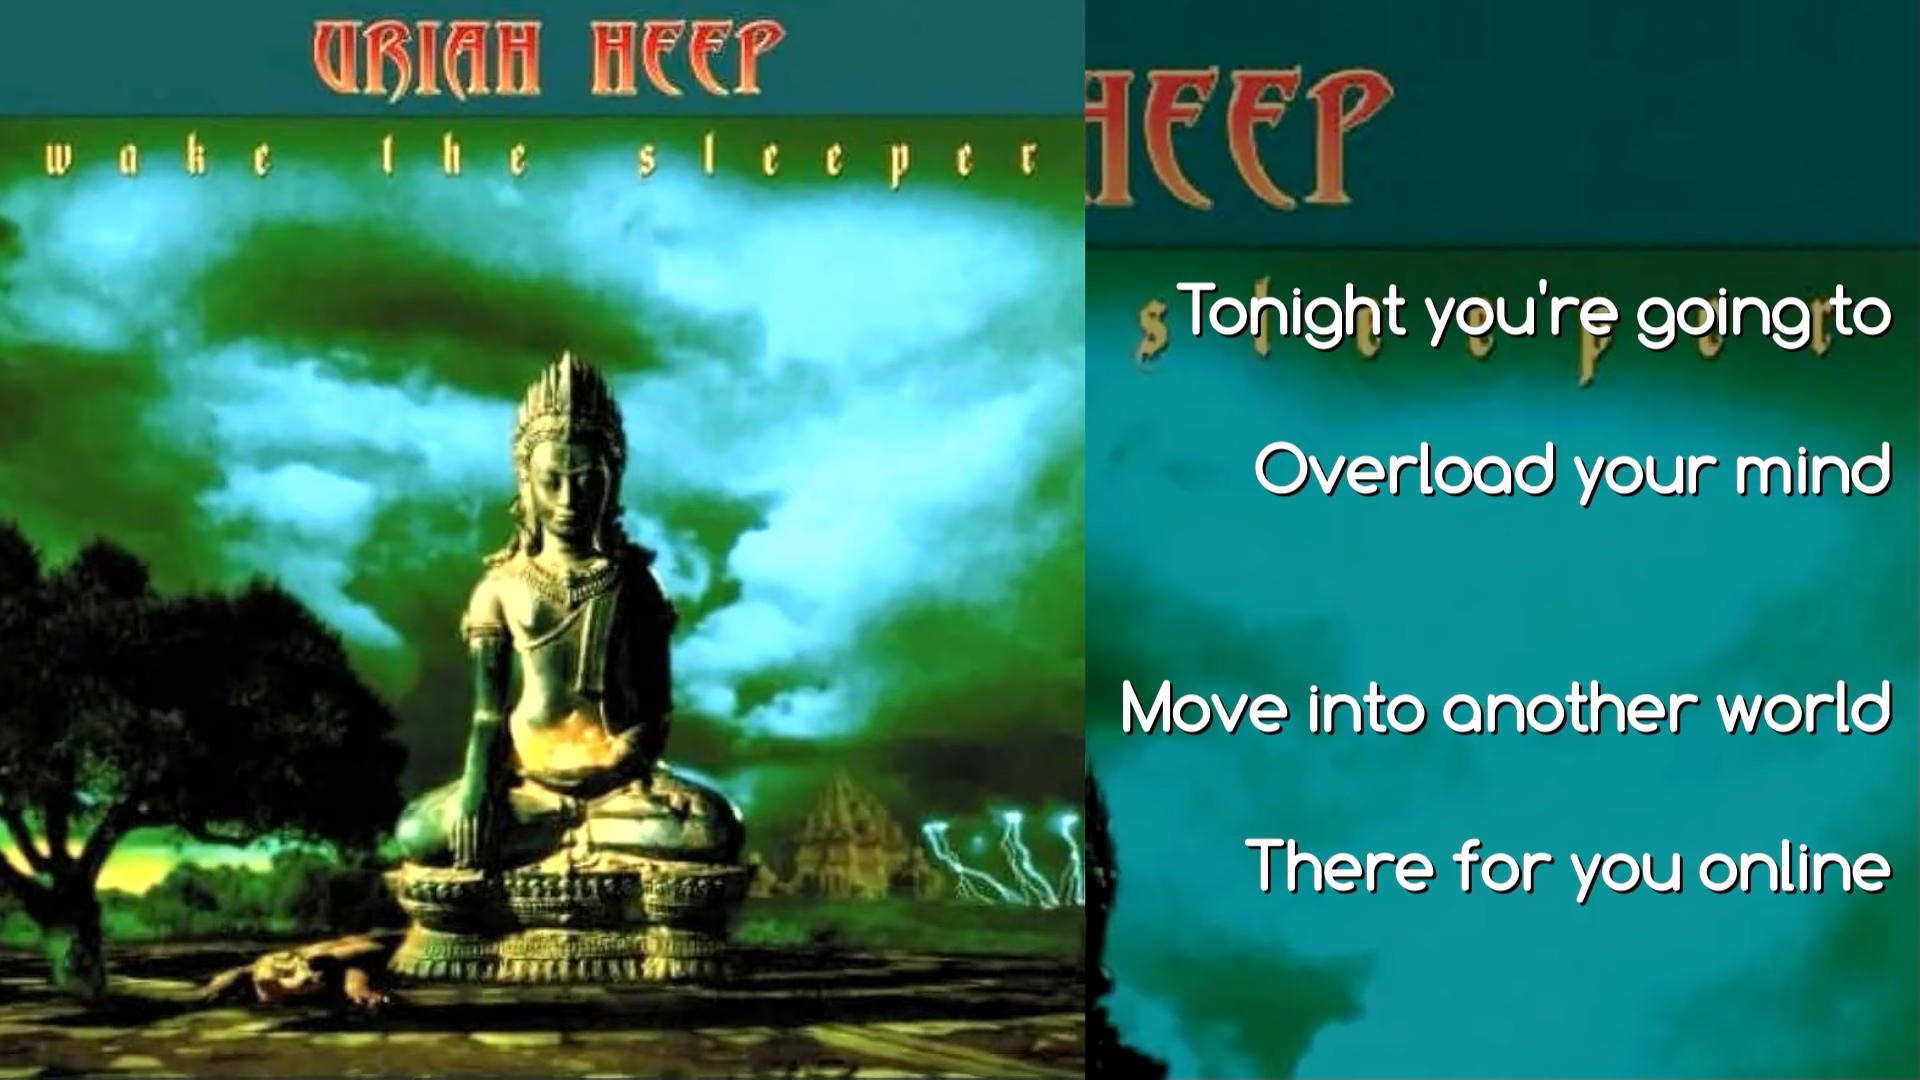 URIAH HEEP
wake the sleeper
HEEP
sleeper
Tonight you're going to
Overload your mind
Move into another world
There for you online